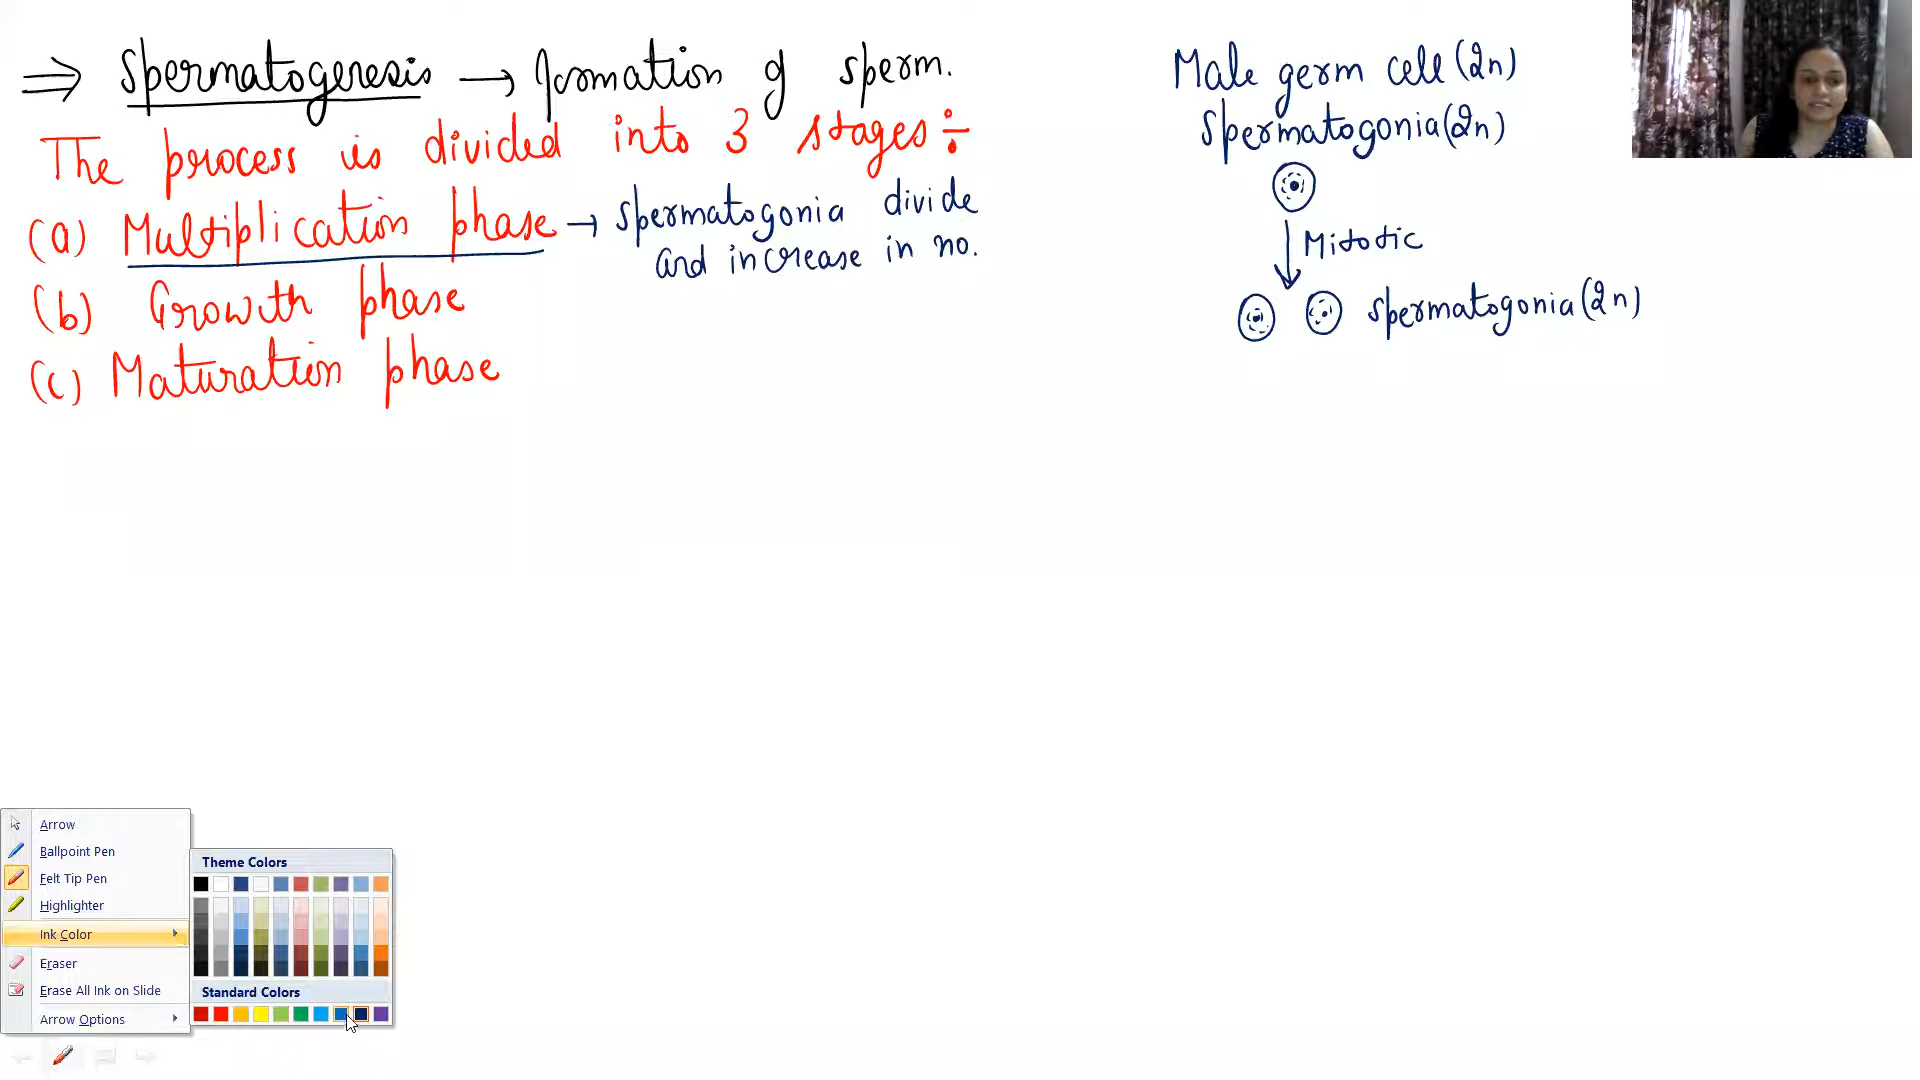 ⇒ Spermatogenesis → formation of sperm.
The process is divided into 3 stages÷
(a) Multiplication phase → spermatogonia divide
and increase in no.
(b) Growth phase
(c) Maturation phase
Male germ cell (2n)
Spermatogonia (2n)
Mitotic
spermatogonia (2n)
Arrow
Ballpoint Pen
Felt Tip Pen
Highlighter
Ink Color
Eraser
Erase All Ink on Slide
Arrow Options
Theme Colors
Standard Colors